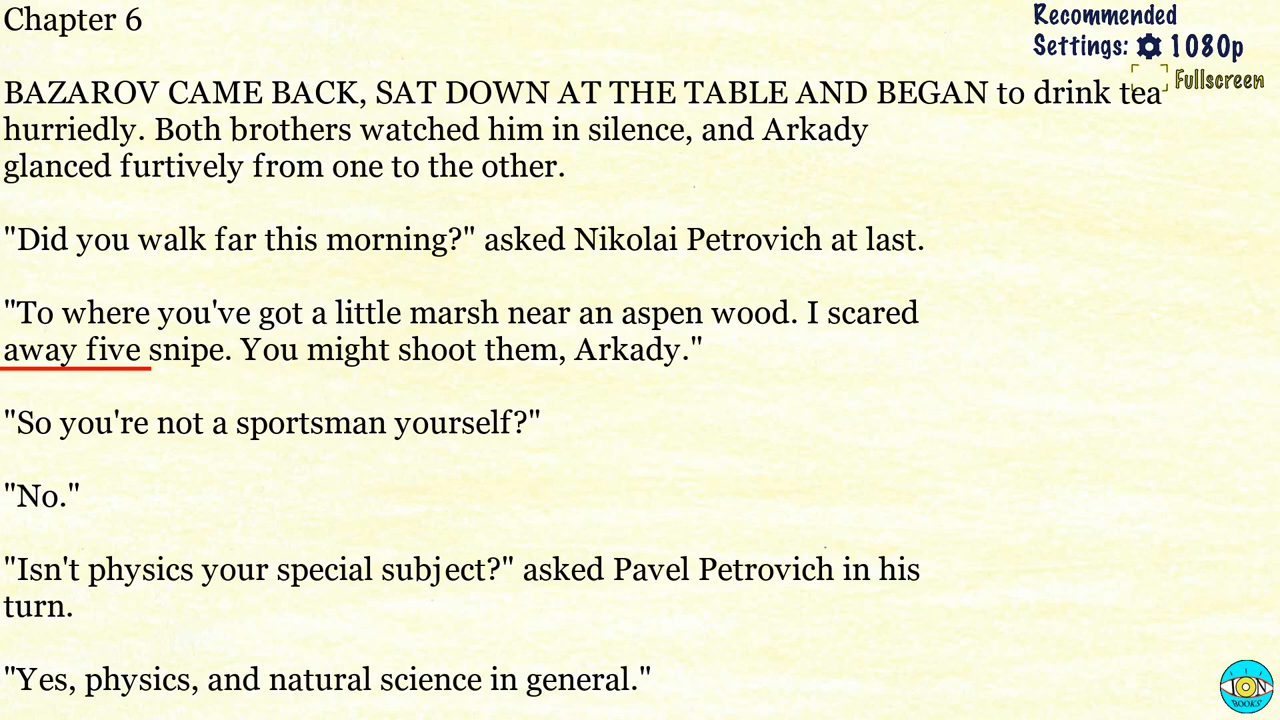 Chapter 6
Recommended
Settings: 1080p
Fullscreen
BAZAROV CAME BACK, SAT DOWN AT THE TABLE AND BEGAN to drink tea
hurriedly. Both brothers watched him in silence, and Arkady
glanced furtively from one to the other.
"Did you walk far this morning?" asked Nikolai Petrovich at last.
"To where you've got a little marsh near an aspen wood. I scared
away five snipe. You might shoot them, Arkady."
"So you're not a sportsman yourself?"
"No."
"Isn't physics your special subject?" asked Pavel Petrovich in his
turn.
"Yes, physics, and natural science in general."
ION
BOOKS